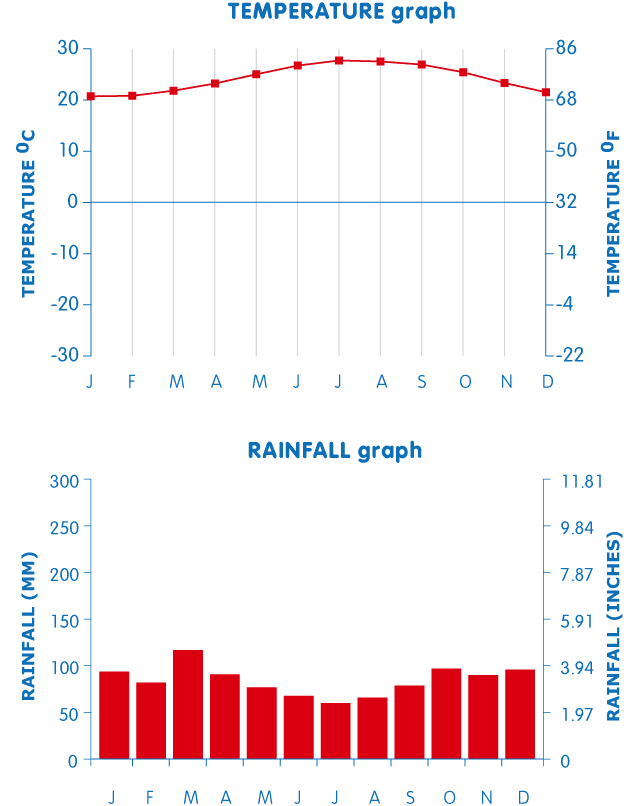 TEMPERATURE graph
30 86
20 68
10 50
0 32
-10 14
-20 -4
-30 -22
TEMPERATURE ⁰C
TEMPERATURE ⁰F
J F M A M J J A S O N D
RAINFALL graph
300 11.81
250 9.84
200 7.87
150 5.91
100 3.94
50 1.97
0 0
RAINFALL (MM)
RAINFALL (INCHES)
J F M A M J J A S O N D